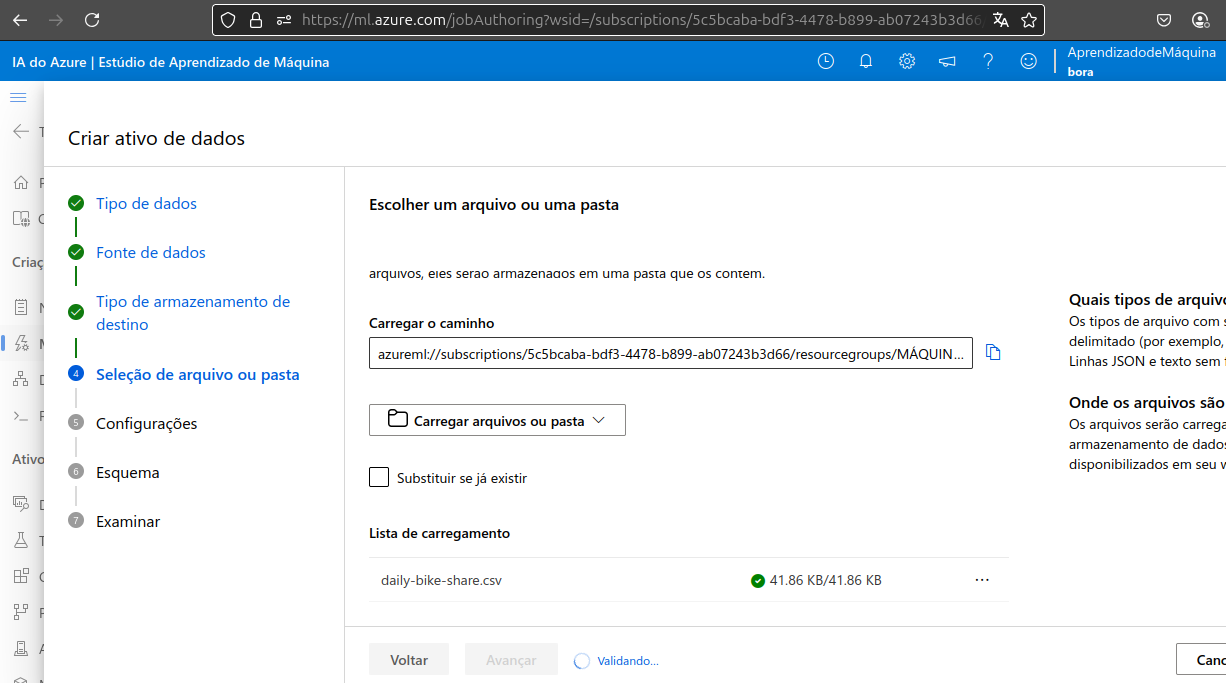 https://ml.azure.com/jobAuthoring?wsid=/subscriptions/5c5bcaba-bdf3-4478-b899-ab07243b3d66/
IA do Azure | Estúdio de Aprendizado de Máquina
AprendizadodeMáquina
bora
Criar ativo de dados
Tipo de dados
Fonte de dados
Tipo de armazenamento de
destino
4
Seleção de arquivo ou pasta
5
Configurações
6
Esquema
7
Examinar
Criaç
Ativo
Escolher um arquivo ou uma pasta
arquivos, eles serão armazenados em uma pasta que os contém.
Carregar o caminho
azureml://subscriptions/5c5bcaba-bdf3-4478-b899-ab07243b3d66/resourcegroups/MÁQUIN...
Carregar arquivos ou pasta
Substituir se já existir
Lista de carregamento
daily-bike-share.csv
41.86 KB/41.86 KB
Quais tipos de arquivo
Os tipos de arquivo com s
delimitado (por exemplo,
Linhas JSON e texto sem
Onde os arquivos são
Os arquivos serão carrega
armazenamento de dados
disponibilizados em seu w
Voltar
Avançar
Validando...
Canc